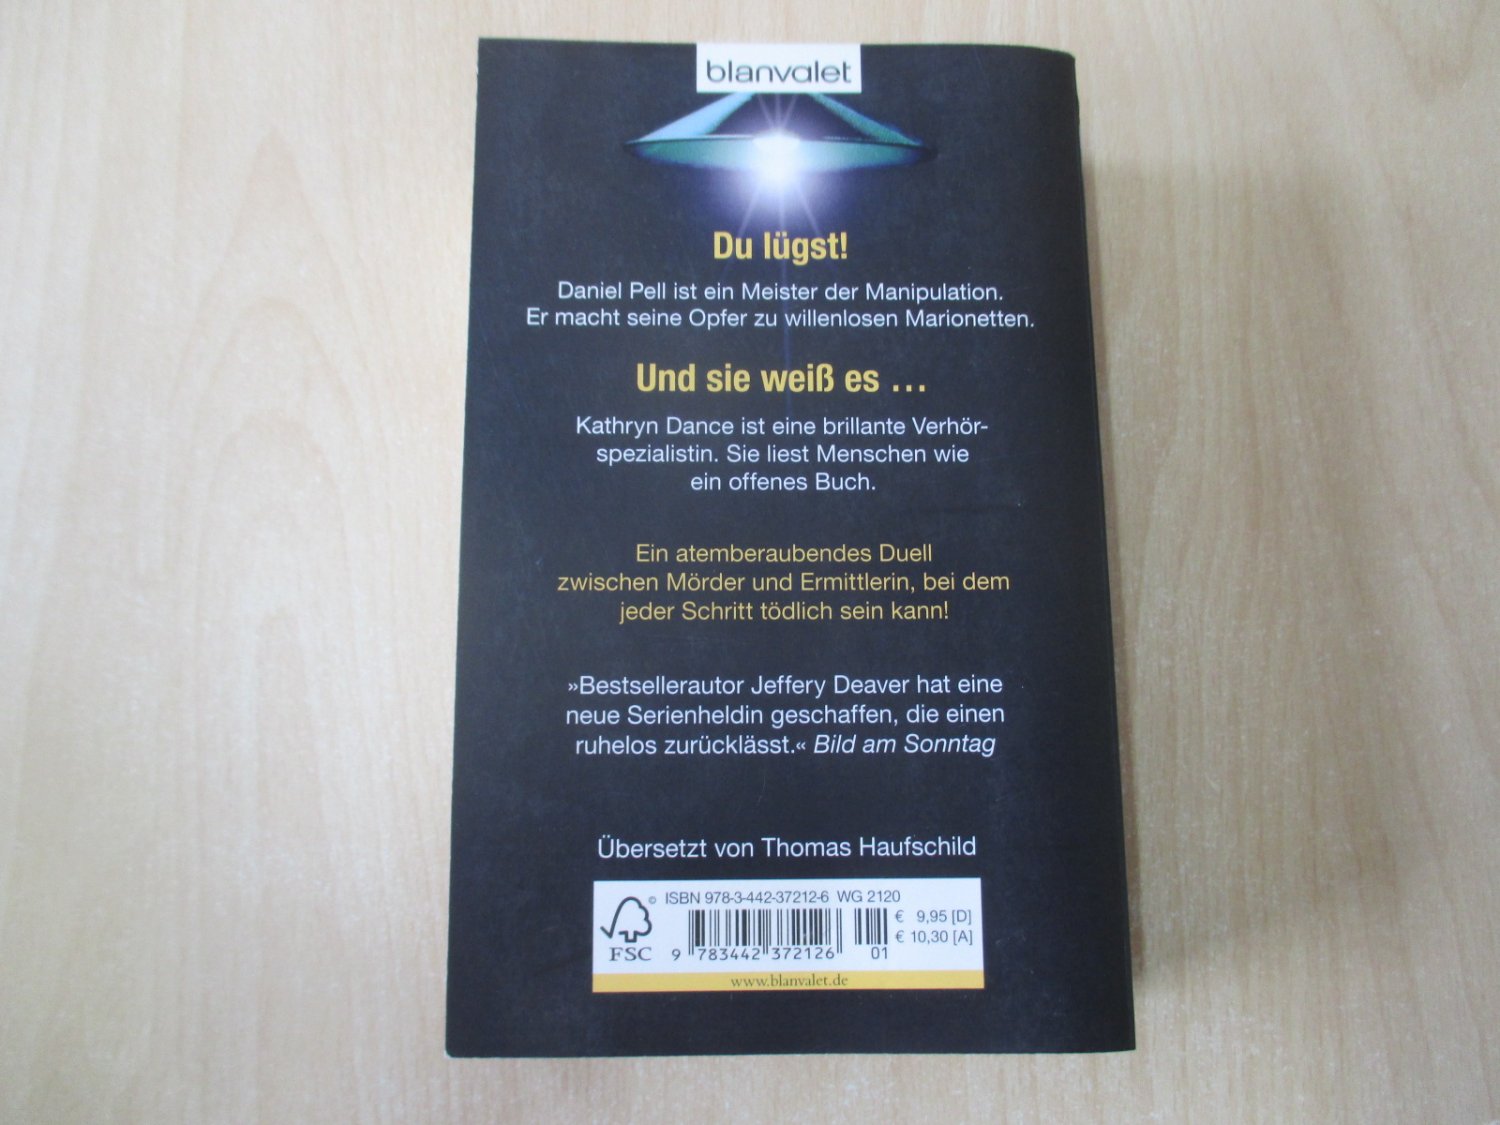 blanvalet
Du lügst!
Daniel Pell ist ein Meister der Manipulation.
Er macht seine Opfer zu willenlosen Marionetten.
Und sie weiß es ...
Kathryn Dance ist eine brillante Verhör-
spezialistin. Sie liest Menschen wie
ein offenes Buch.
Ein atemberaubendes Duell
zwischen Mörder und Ermittlerin, bei dem
jeder Schritt tödlich sein kann!
»Bestsellerautor Jeffery Deaver hat eine
neue Serienheldin geschaffen, die einen
ruhelos zurücklässt.« Bild am Sonntag
Übersetzt von Thomas Haufschild
© ISBN 978-3-442-37212-6 WG 2120
€ 9,95 [D]
€ 10,30 [A]
FSC
9 783442 372126 01
www.blanvalet.de